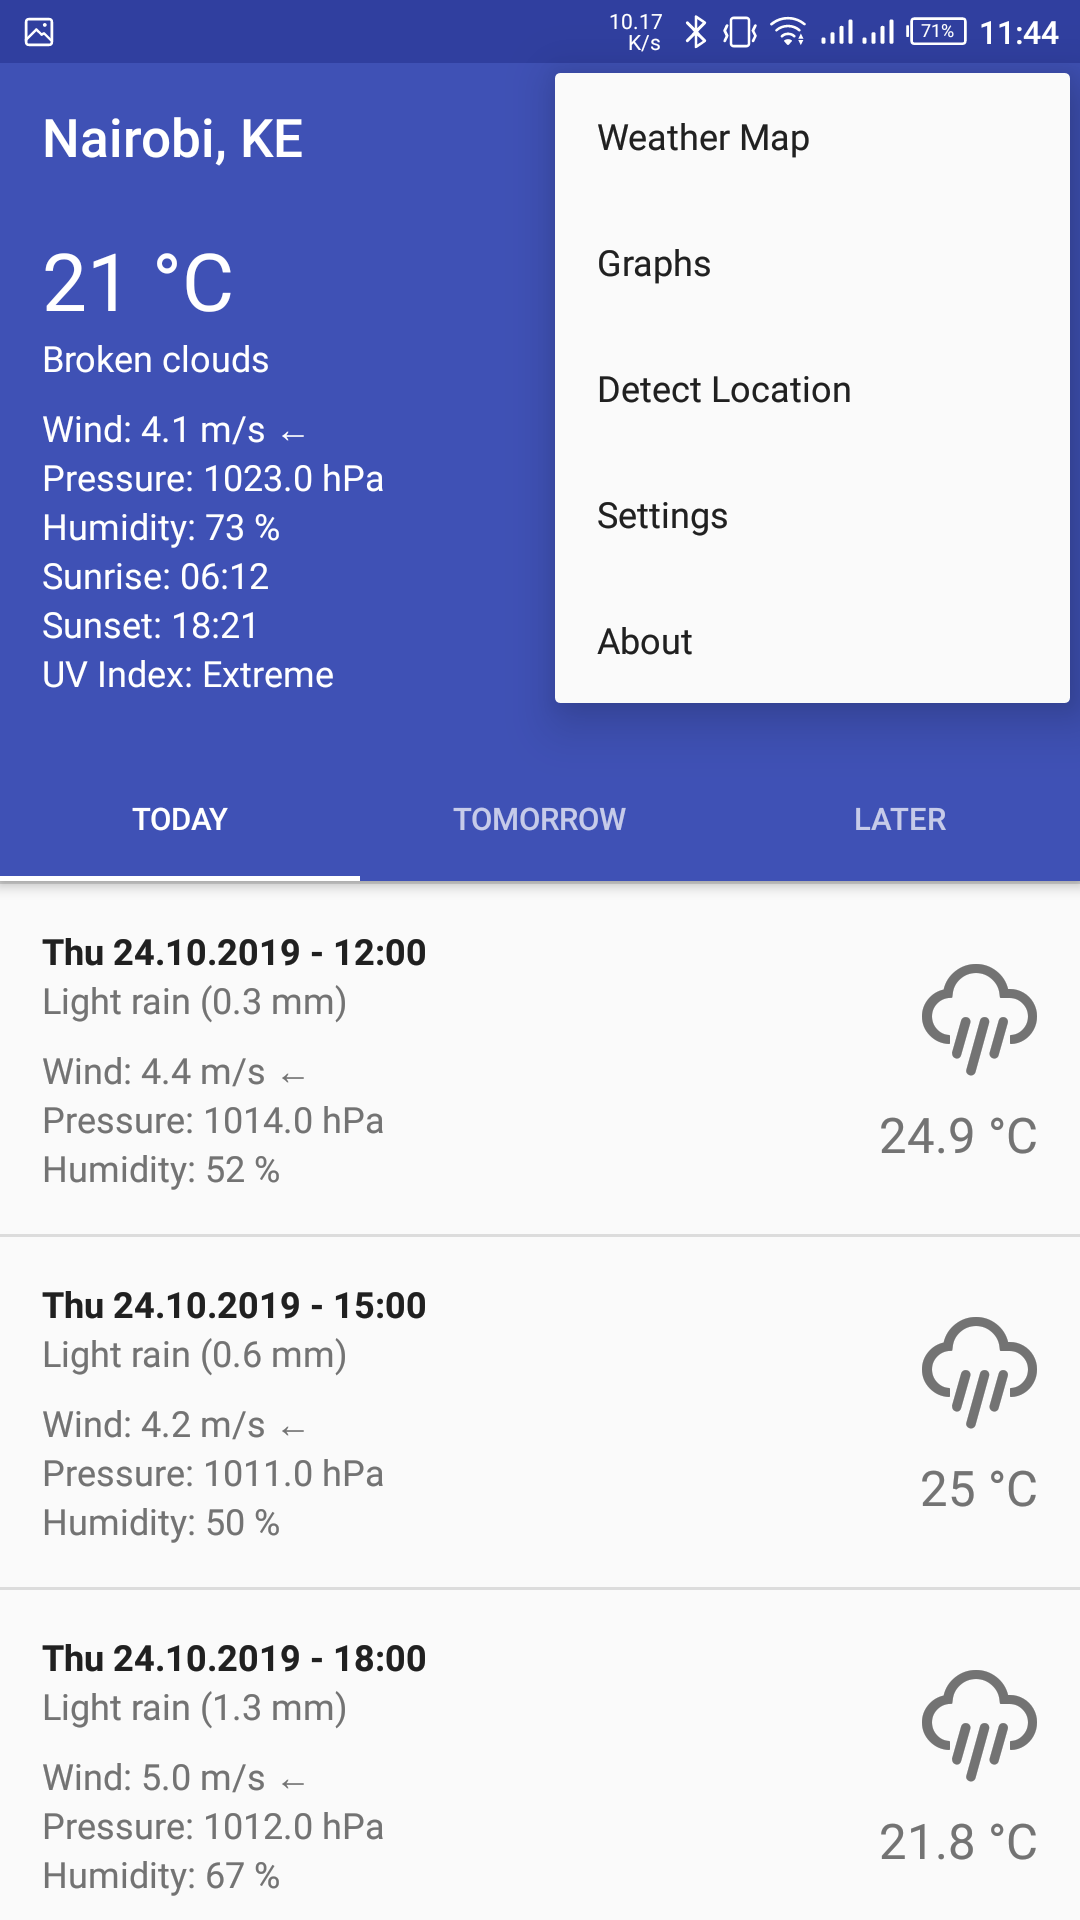 10.17
K/s
71%
11:44
Nairobi, KE
21 °C
Broken clouds
Wind: 4.1 m/s ←
Pressure: 1023.0 hPa
Humidity: 73 %
Sunrise: 06:12
Sunset: 18:21
UV Index: Extreme
Weather Map
Graphs
Detect Location
Settings
About
TODAY
TOMORROW
LATER
Thu 24.10.2019 - 12:00
Light rain (0.3 mm)
Wind: 4.4 m/s ←
Pressure: 1014.0 hPa
Humidity: 52 %
24.9 °C
Thu 24.10.2019 - 15:00
Light rain (0.6 mm)
Wind: 4.2 m/s ←
Pressure: 1011.0 hPa
Humidity: 50 %
25 °C
Thu 24.10.2019 - 18:00
Light rain (1.3 mm)
Wind: 5.0 m/s ←
Pressure: 1012.0 hPa
Humidity: 67 %
21.8 °C